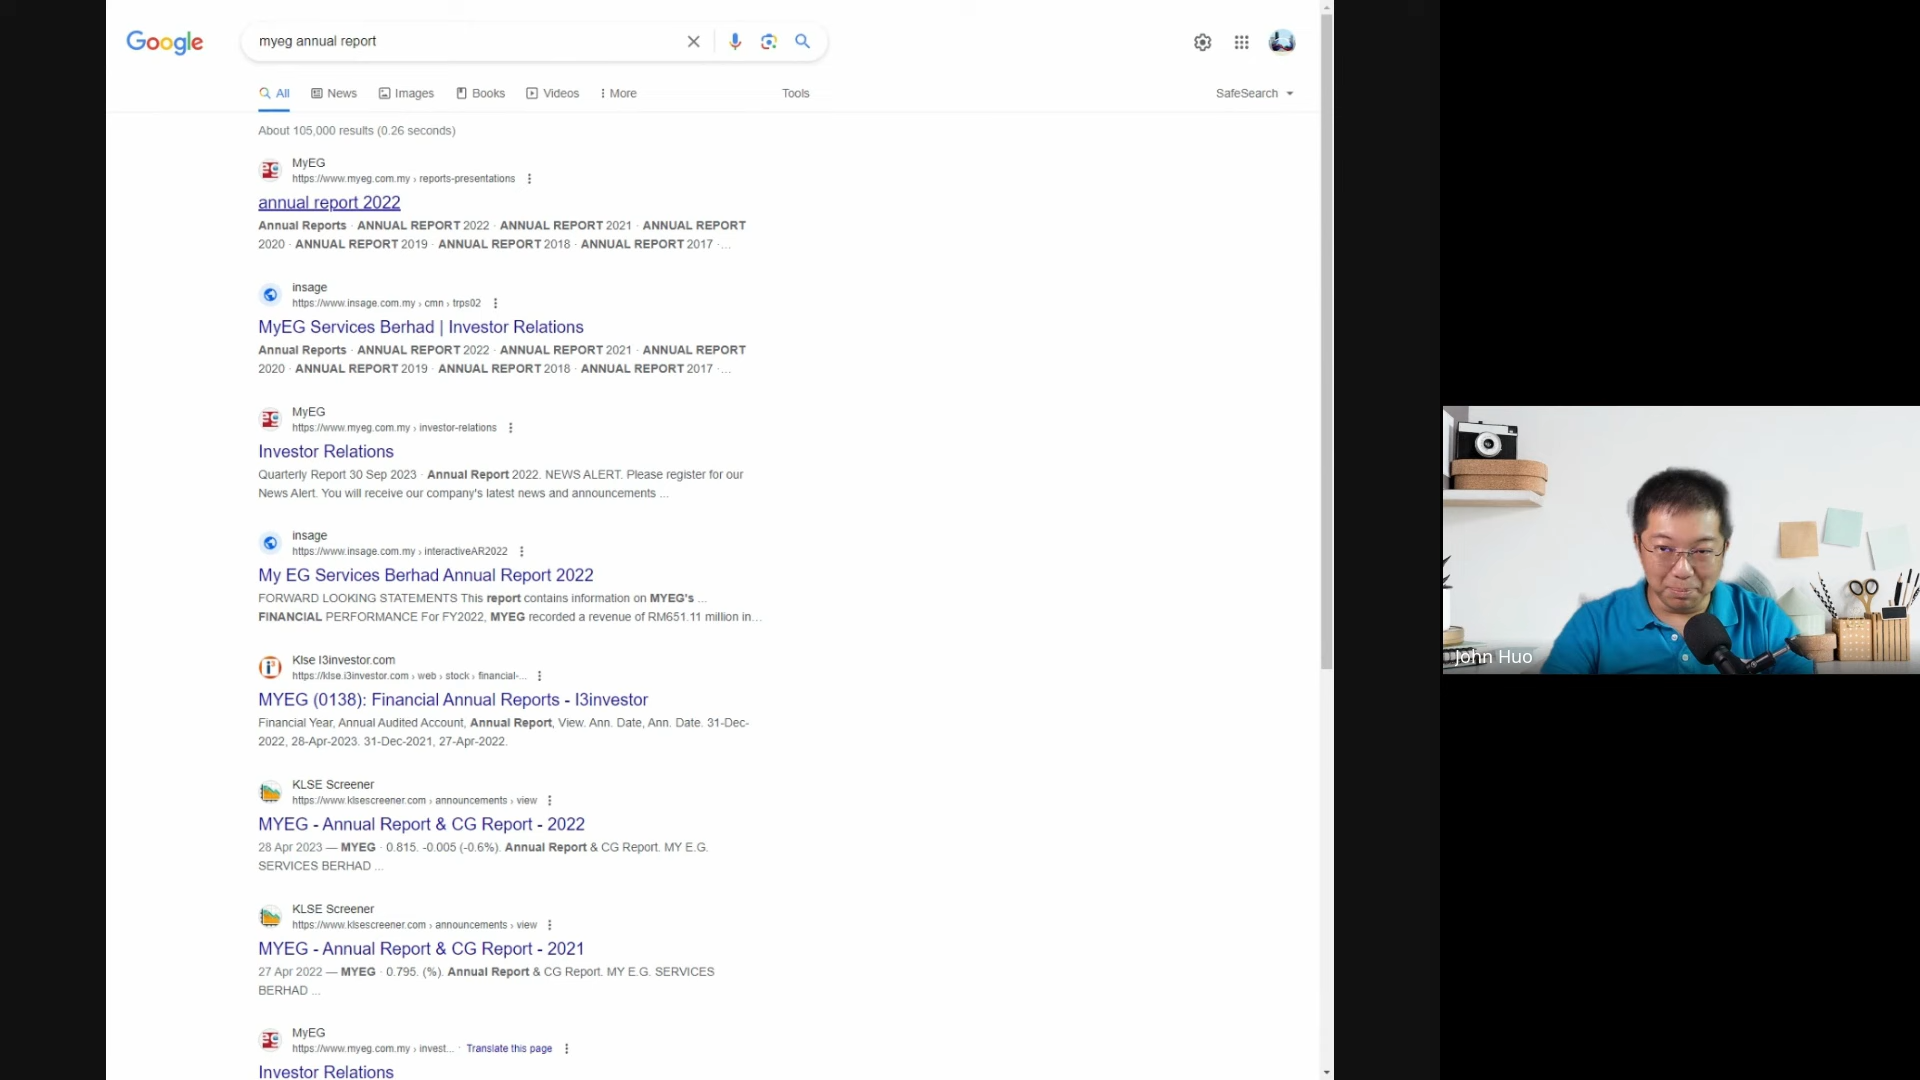 Google
myeg annual report
All
News
Images
Books
Videos
More
Tools
SafeSearch
About 105,000 results (0.26 seconds)
MyEG
https://www.myeg.com.my › reports-presentations
annual report 2022
Annual Reports · ANNUAL REPORT 2022 · ANNUAL REPORT 2021 · ANNUAL REPORT
2020 · ANNUAL REPORT 2019 · ANNUAL REPORT 2018 · ANNUAL REPORT 2017 · ...
insage
https://www.insage.com.my › cmn › trps02
MyEG Services Berhad | Investor Relations
Annual Reports · ANNUAL REPORT 2022 · ANNUAL REPORT 2021 · ANNUAL REPORT
2020 · ANNUAL REPORT 2019 · ANNUAL REPORT 2018 · ANNUAL REPORT 2017 · ...
MyEG
https://www.myeg.com.my › investor-relations
Investor Relations
Quarterly Report 30 Sep 2023 · Annual Report 2022. NEWS ALERT. Please register for our
News Alert. You will receive our company's latest news and announcements ...
insage
https://www.insage.com.my › interactiveAR2022
My EG Services Berhad Annual Report 2022
FORWARD LOOKING STATEMENTS This report contains information on MYEG's ...
FINANCIAL PERFORMANCE For FY2022, MYEG recorded a revenue of RM651.11 million in...
Klse I3investor.com
https://klse.i3investor.com › web › stock › financial-...
MYEG (0138): Financial Annual Reports - I3investor
Financial Year, Annual Audited Account, Annual Report, View. Ann. Date, Ann. Date. 31-Dec-
2022, 28-Apr-2023. 31-Dec-2021, 27-Apr-2022.
KLSE Screener
https://www.klsescreener.com › announcements › view
MYEG - Annual Report & CG Report - 2022
28 Apr 2023 — MYEG · 0.815. -0.005 (-0.6%). Annual Report & CG Report. MY E.G.
SERVICES BERHAD ...
KLSE Screener
https://www.klsescreener.com › announcements › view
MYEG - Annual Report & CG Report - 2021
27 Apr 2022 — MYEG · 0.795. (%). Annual Report & CG Report. MY E.G. SERVICES
BERHAD ...
MyEG
https://www.myeg.com.my › invest... · Translate this page
Investor Relations
John Huo